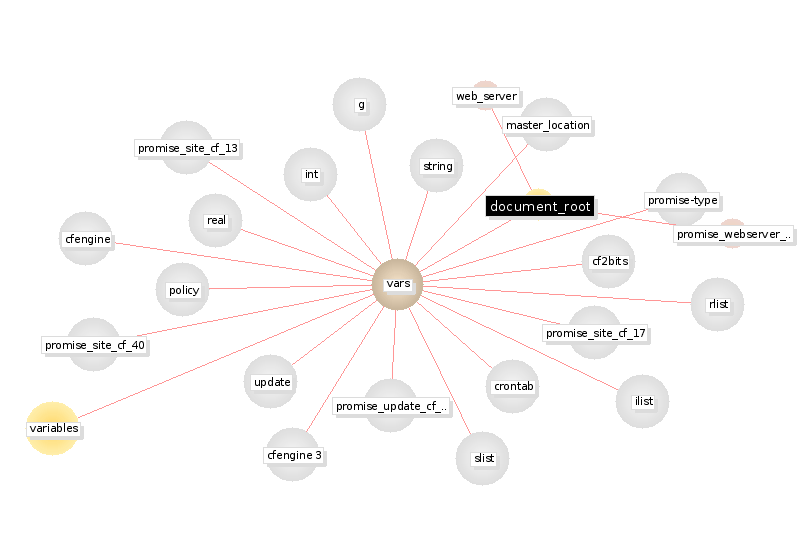 web_server
g
master_location
promise_site_cf_13
string
int
promise-type
document_root
real
promise_webserver_..
cfengine
cf2bits
vars
policy
rlist
promise_site_cf_17
promise_site_cf_40
update
crontab
ilist
promise_update_cf_..
variables
cfengine 3
slist